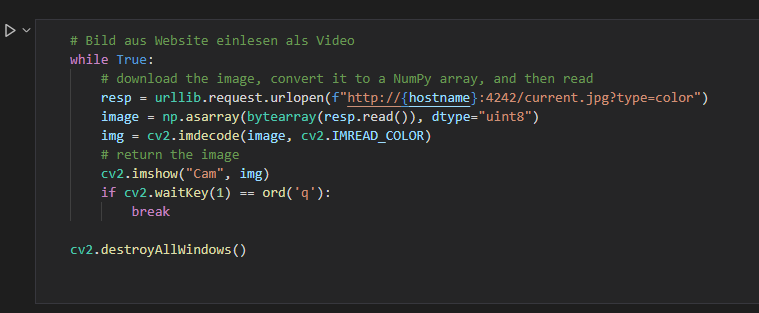 # Bild aus Website einlesen als Video
while True:
    # download the image, convert it to a NumPy array, and then read
    resp = urllib.request.urlopen(f"http://{hostname}:4242/current.jpg?type=color")
    image = np.asarray(bytearray(resp.read()), dtype="uint8")
    img = cv2.imdecode(image, cv2.IMREAD_COLOR)
    # return the image
    cv2.imshow("Cam", img)
    if cv2.waitKey(1) == ord('q'):
        break
cv2.destroyAllWindows()